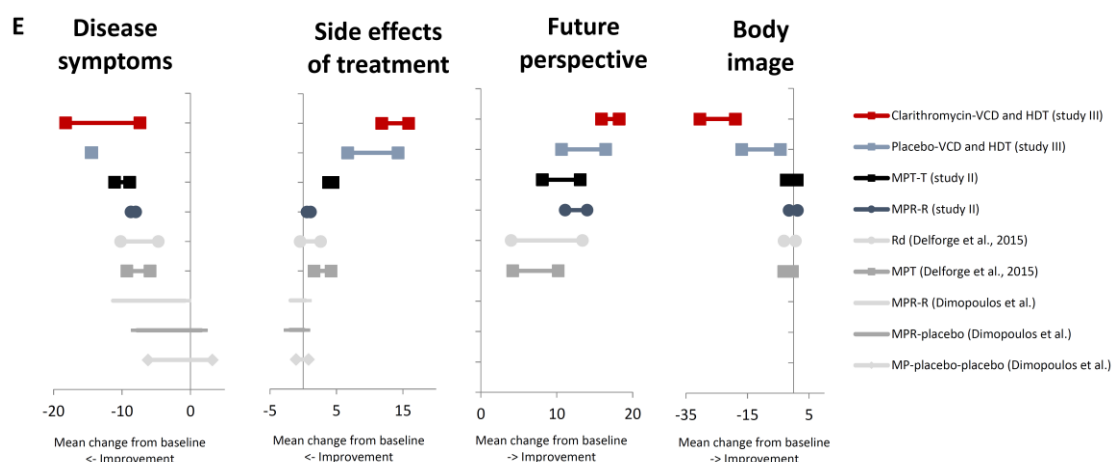 E
Disease
symptoms
Side effects
of treatment
Future
perspective
Body
image
Clarithromycin-VCD and HDT (study III)
Placebo-VCD and HDT (study III)
MPT-T (study II)
MPR-R (study II)
Rd (Delforge et al., 2015)
MPT (Delforge et al., 2015)
MPR-R (Dimopoulos et al.)
MPR-placebo (Dimopoulos et al.)
MP-placebo-placebo (Dimopoulos et al.)
-20 -10 0
-5 5 15
0 10 20
-35 -15 5
Mean change from baseline
<- Improvement
Mean change from baseline
<- Improvement
Mean change from baseline
-> Improvement
Mean change from baseline
-> Improvement